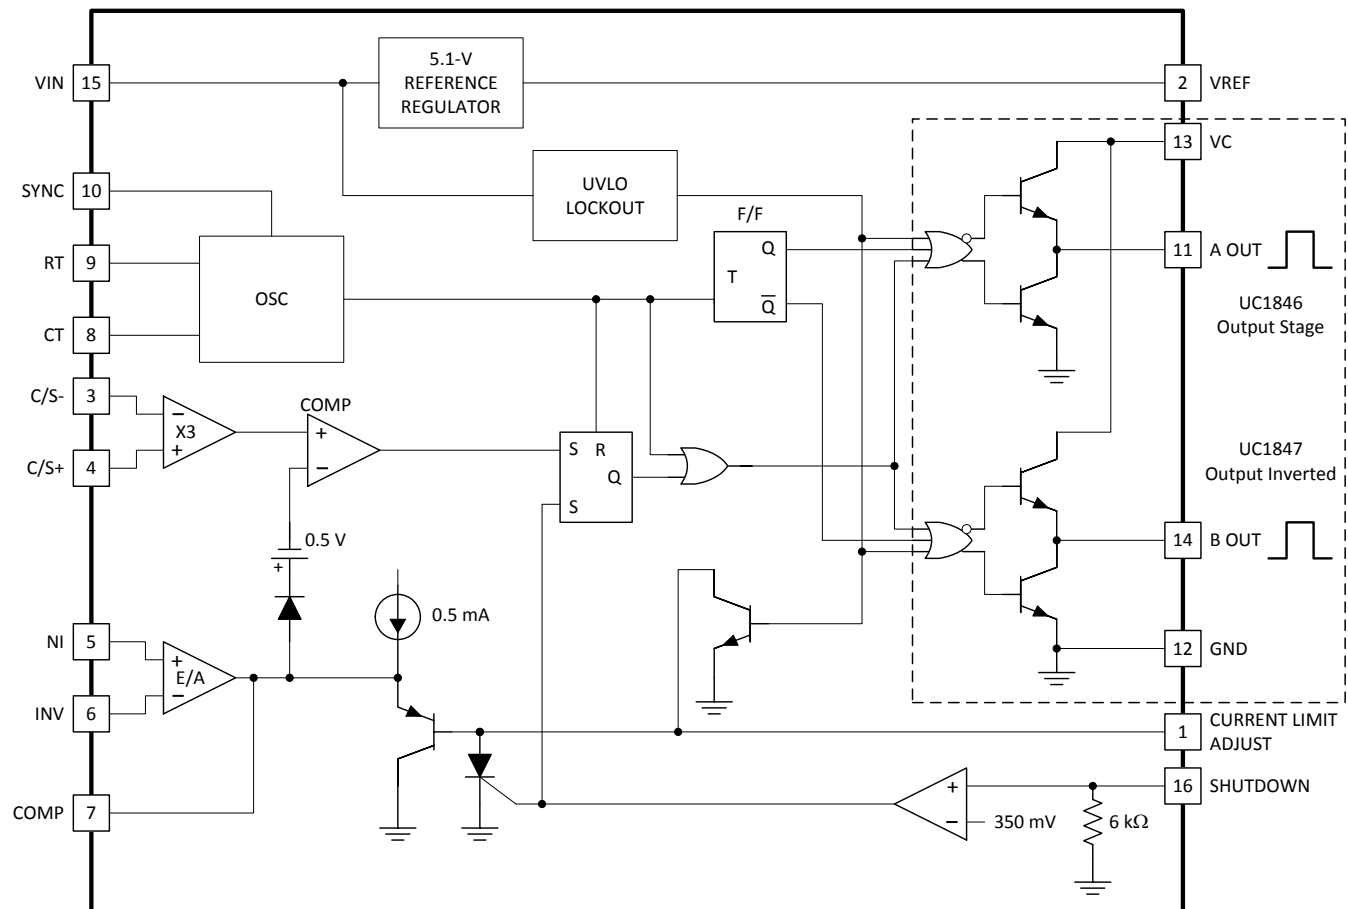 5.1-V
REFERENCE
REGULATOR
VIN
15
2
VREF
13
VC
UVLO
LOCKOUT
SYNC
10
F/F
Q
T
Q̅
RT
9
OSC
CT
8
11
A OUT
UC1846
Output Stage
C/S-
3
−
X3
+
C/S+
4
COMP
+
−
S
R
Q
S
UC1847
Output Inverted
0.5 V
+
14
B OUT
0.5 mA
NI
5
+
E/A
−
INV
6
12
GND
1
CURRENT LIMIT
ADJUST
16
SHUTDOWN
+
−
350 mV
6 kΩ
COMP
7